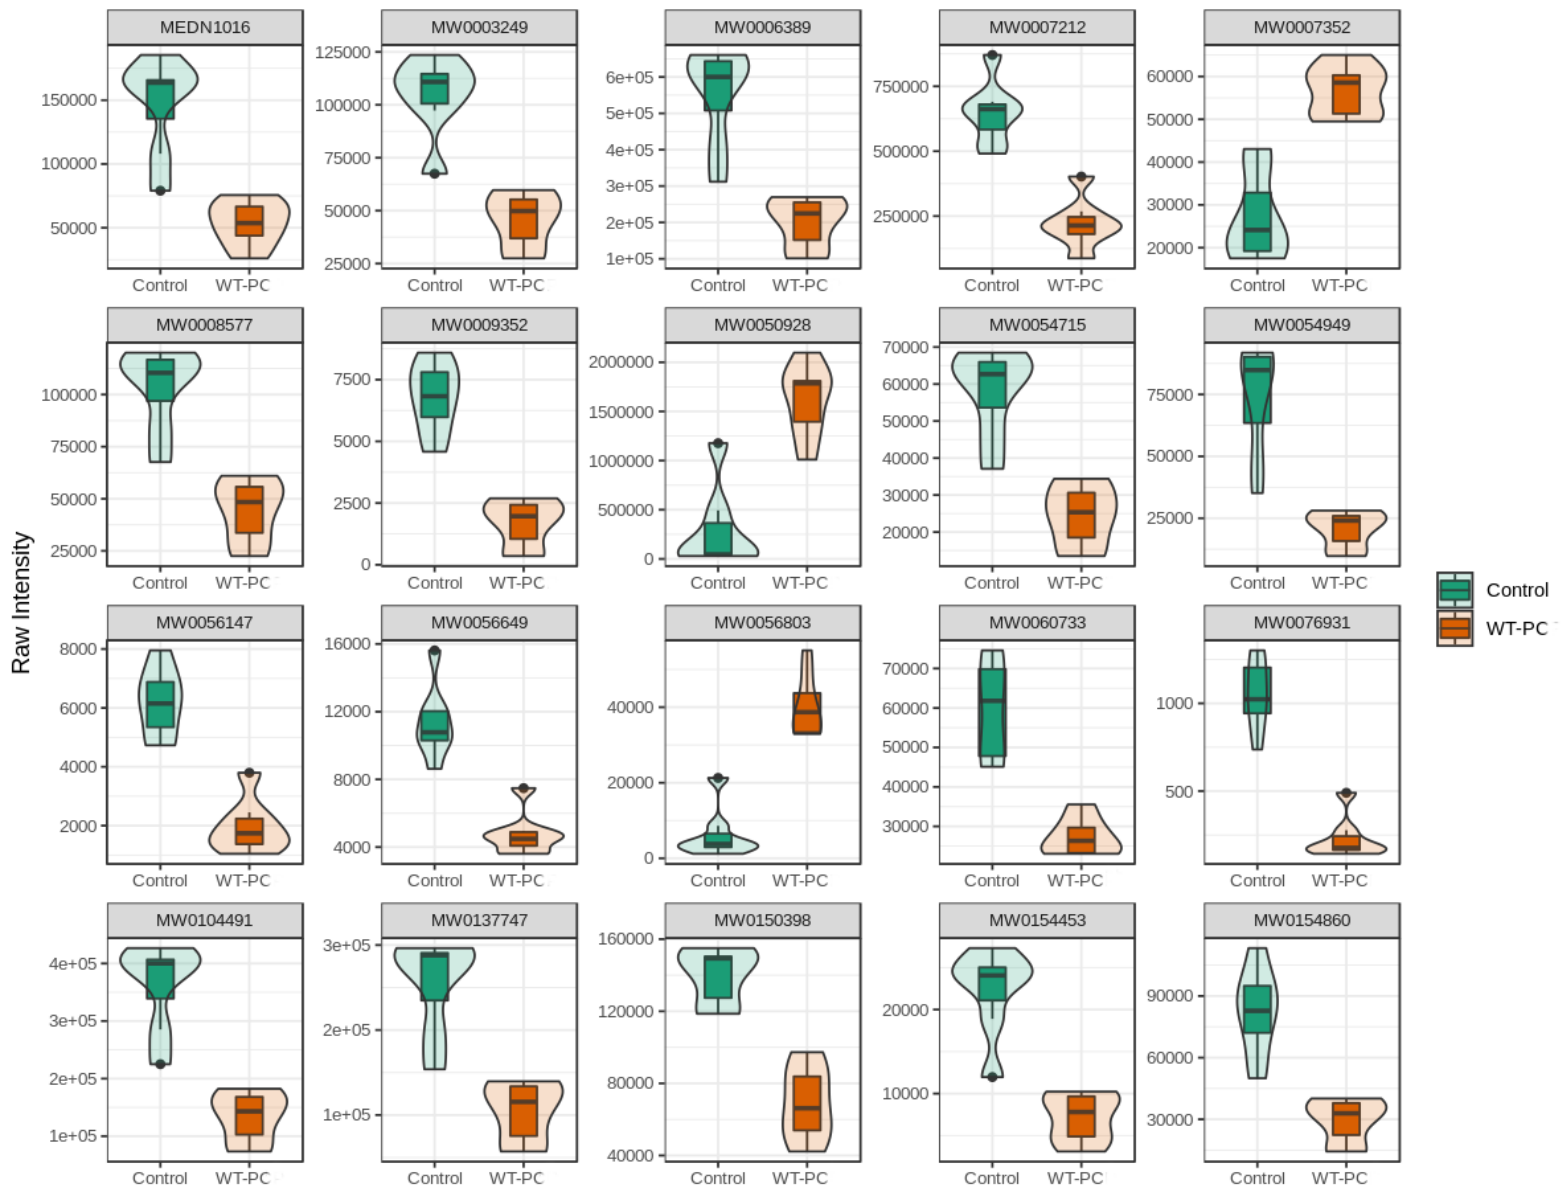 MEDN1016 MW0003249 MW0006389 MW0007212 MW0007352
150000 100000 50000
125000 100000 75000 50000 25000
6e+05 5e+05 4e+05 3e+05 2e+05 1e+05
750000 500000 250000
60000 50000 40000 30000 20000
Control WT-PC Control WT-PC Control WT-PC Control WT-PC Control WT-PC
MW0008577 MW0009352 MW0050928 MW0054715 MW0054949
100000 75000 50000 25000
7500 5000 2500 0
2000000 1500000 1000000 500000 0
70000 60000 50000 40000 30000 20000
75000 50000 25000
Control WT-PC Control WT-PC Control WT-PC Control WT-PC Control WT-PC
Raw Intensity
Control
WT-PC
MW0056147 MW0056649 MW0056803 MW0060733 MW0076931
8000 6000 4000 2000
16000 12000 8000 4000
40000 20000 0
70000 60000 50000 40000 30000
1000 500
Control WT-PC Control WT-PC Control WT-PC Control WT-PC Control WT-PC
MW0104491 MW0137747 MW0150398 MW0154453 MW0154860
4e+05 3e+05 2e+05 1e+05
3e+05 2e+05 1e+05
160000 120000 80000 40000
20000 10000
90000 60000 30000
Control WT-PC Control WT-PC Control WT-PC Control WT-PC Control WT-PC